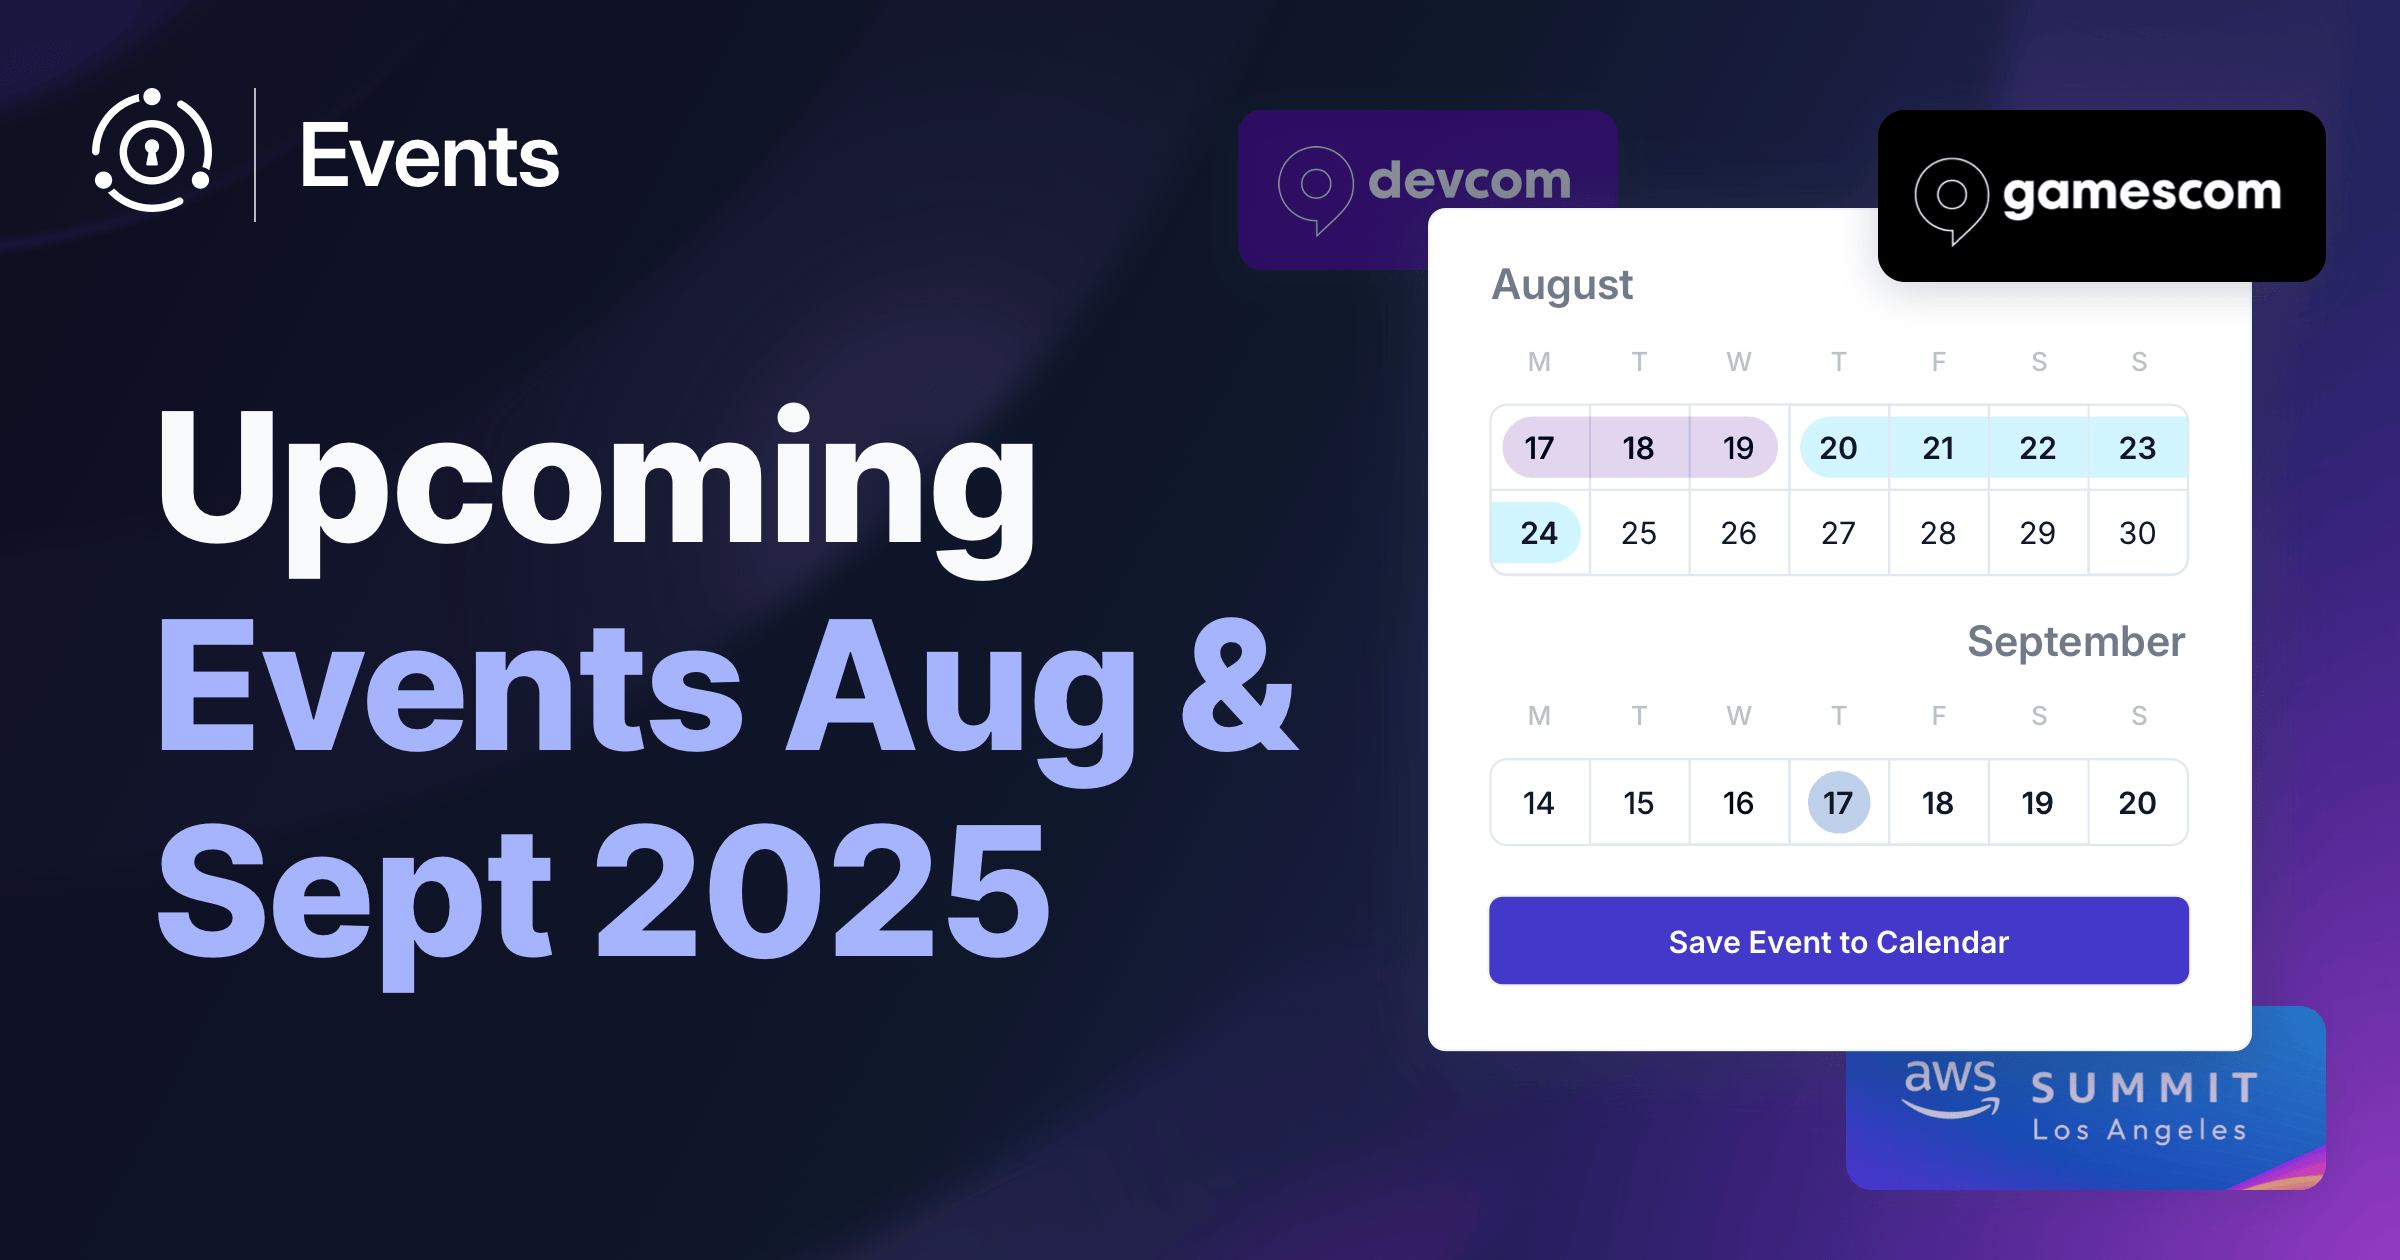 Events
Upcoming
Events Aug &
Sept 2025
devcom
gamescom
August
M T W T F S S
17 18 19 20 21 22 23
24 25 26 27 28 29 30
September
M T W T F S S
14 15 16 17 18 19 20
Save Event to Calendar
aws SUMMIT
Los Angeles